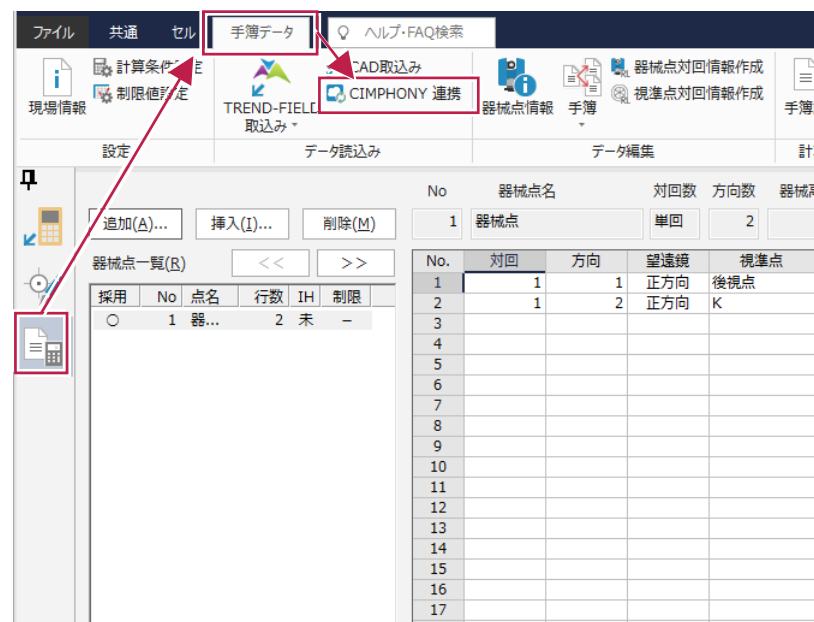 ファイル 共通 セル 手簿データ ヘルプ・FAQ検索
計算条件 定 CAD取込み 器械点対回情報作成
制限値設定 CIMPHONY 連携 視準点対回情報作成
現場情報 TREND-FIELD 取込み 器械点情報 手簿 手簿
設定 データ読込み データ編集 計
No 器械点名 対回数 方向数 器械高
追加(A)... 挿入(I)... 削除(M) 1 器械点 単回 2
器械点一覧(R) << >>
採用 No 点名 行数 IH 制限
○ 1 器... 2 未 –
No. 対回 方向 望遠鏡 視準点
1 1 1 正方向 後視点
2 1 2 正方向 K
3
4
5
6
7
8
9
10
11
12
13
14
15
16
17